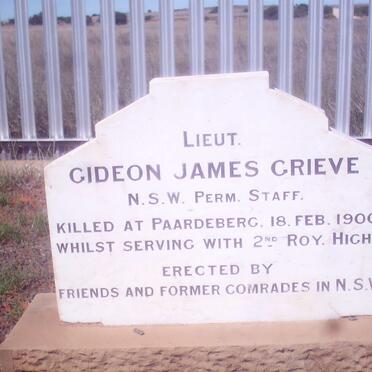 LIEUT.
GIDEON JAMES GRIEVE
N.S.W. PERM. STAFF.
KILLED AT PAARDEBERG, 18. FEB. 1900
WHILST SERVING WITH 2ND ROY. HIGH
ERECTED BY
FRIENDS AND FORMER COMRADES IN N.S.W